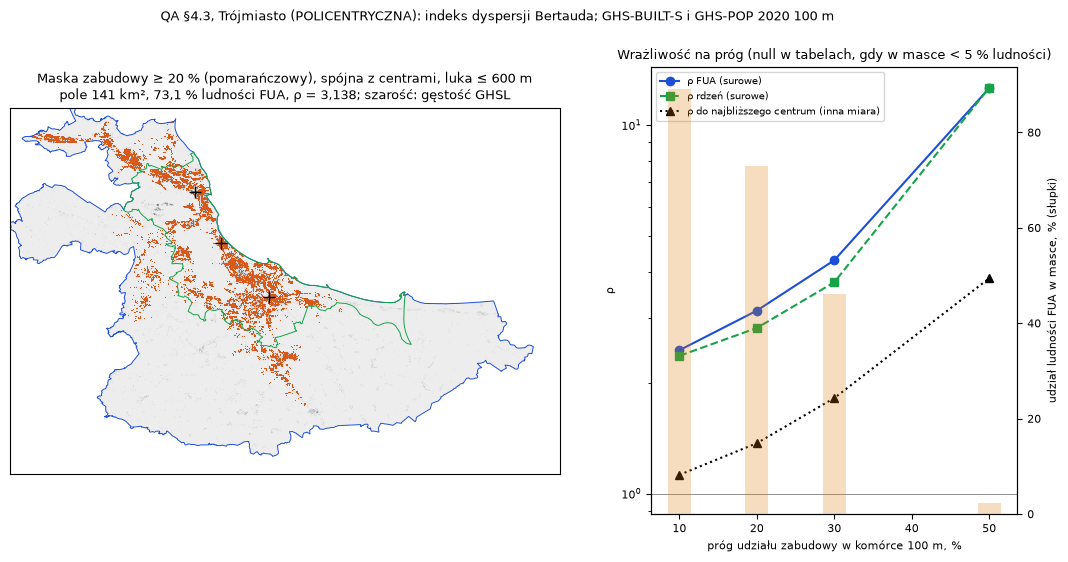 QA §4.3, Trójmiasto (POLICENTRYCZNA): indeks dyspersji Bertauda; GHS-BUILT-S i GHS-POP 2020 100 m
Maska zabudowy ≥ 20 % (pomarańczowy), spójna z centrami, luka ≤ 600 m
pole 141 km², 73,1 % ludności FUA, ρ = 3,138; szarość: gęstość GHSL
Wrażliwość na próg (null w tabelach, gdy w masce < 5 % ludności)
ρ FUA (surowe)
ρ rdzeń (surowe)
ρ do najbliższego centrum (inna miara)
10¹
10⁰
ρ
80
60
40
20
0
udział ludności FUA w masce, % (słupki)
10 20 30 40 50
próg udziału zabudowy w komórce 100 m, %